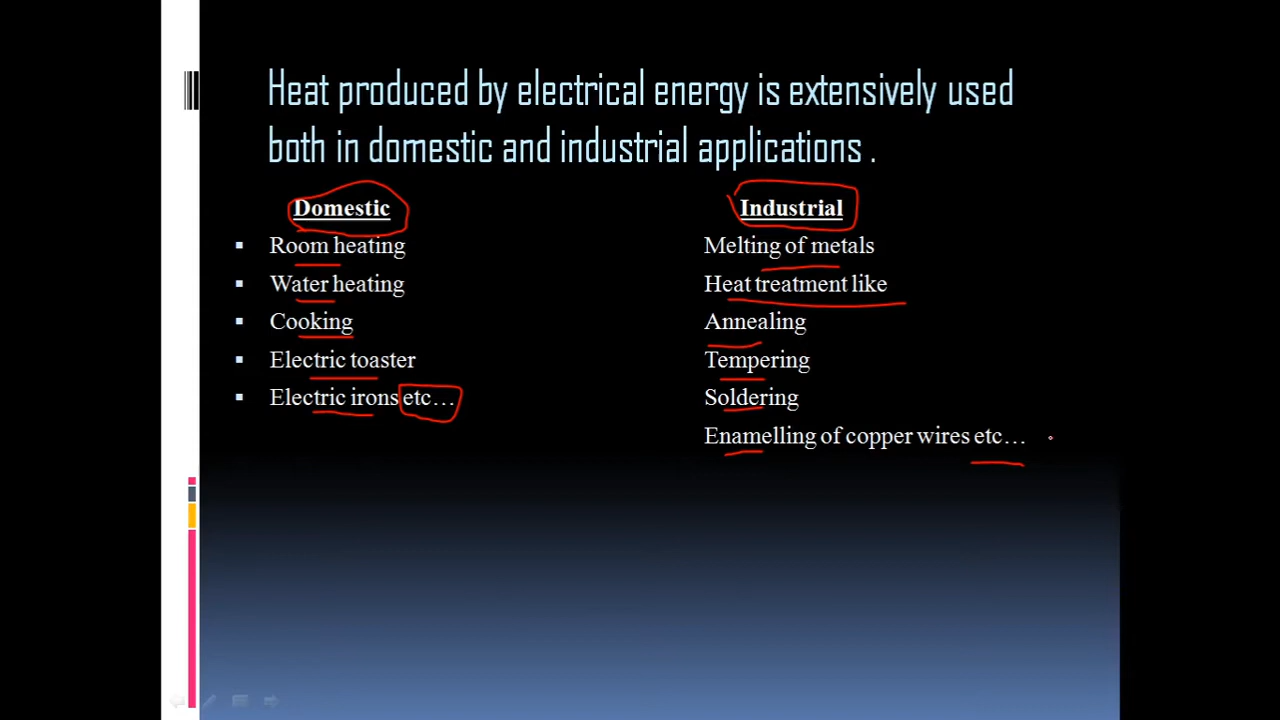 Heat produced by electrical energy is extensively used
both in domestic and industrial applications .
Domestic
Room heating
Water heating
Cooking
Electric toaster
Electric irons etc…
Industrial
Melting of metals
Heat treatment like
Annealing
Tempering
Soldering
Enamelling of copper wires etc…